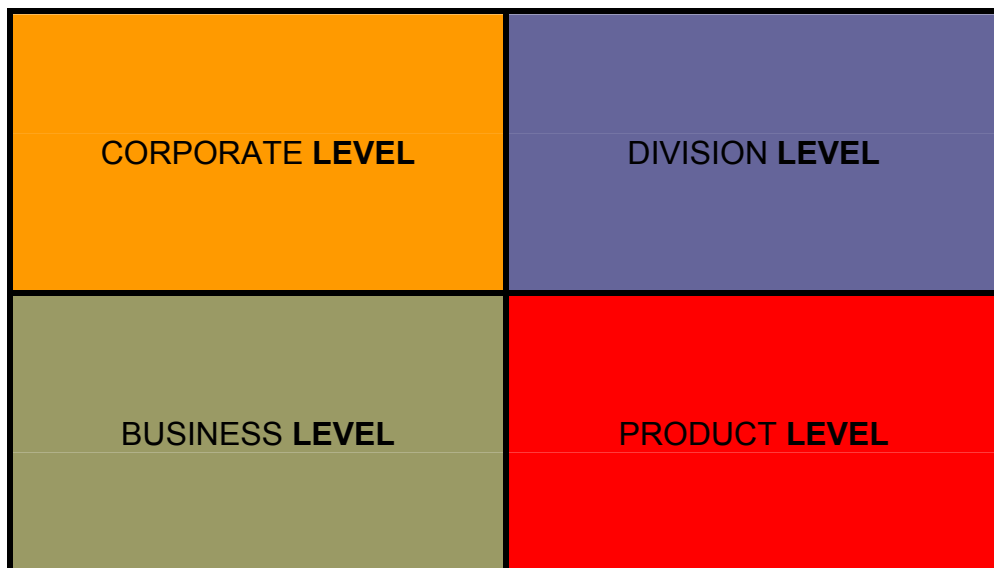 CORPORATE LEVEL
DIVISION LEVEL
BUSINESS LEVEL
PRODUCT LEVEL